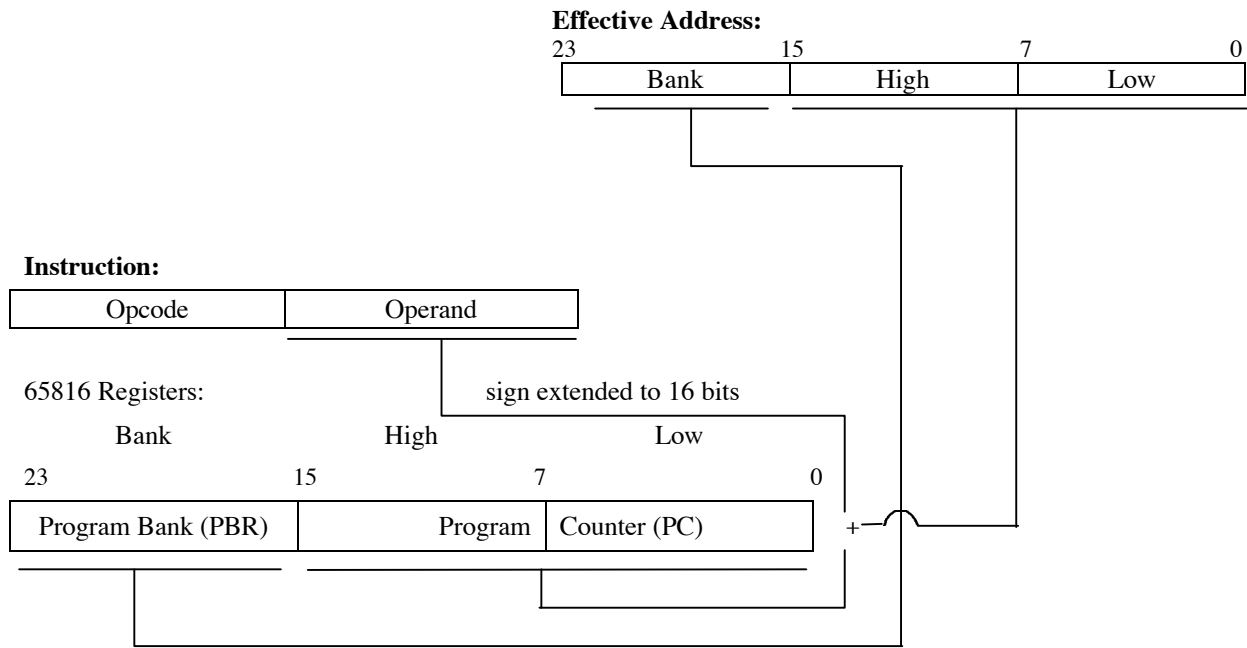 Effective Address:
23 15 7 0
Bank High Low
Instruction:
Opcode Operand
65816 Registers: sign extended to 16 bits
Bank High Low
23 15 7 0
Program Bank (PBR) Program Counter (PC) +